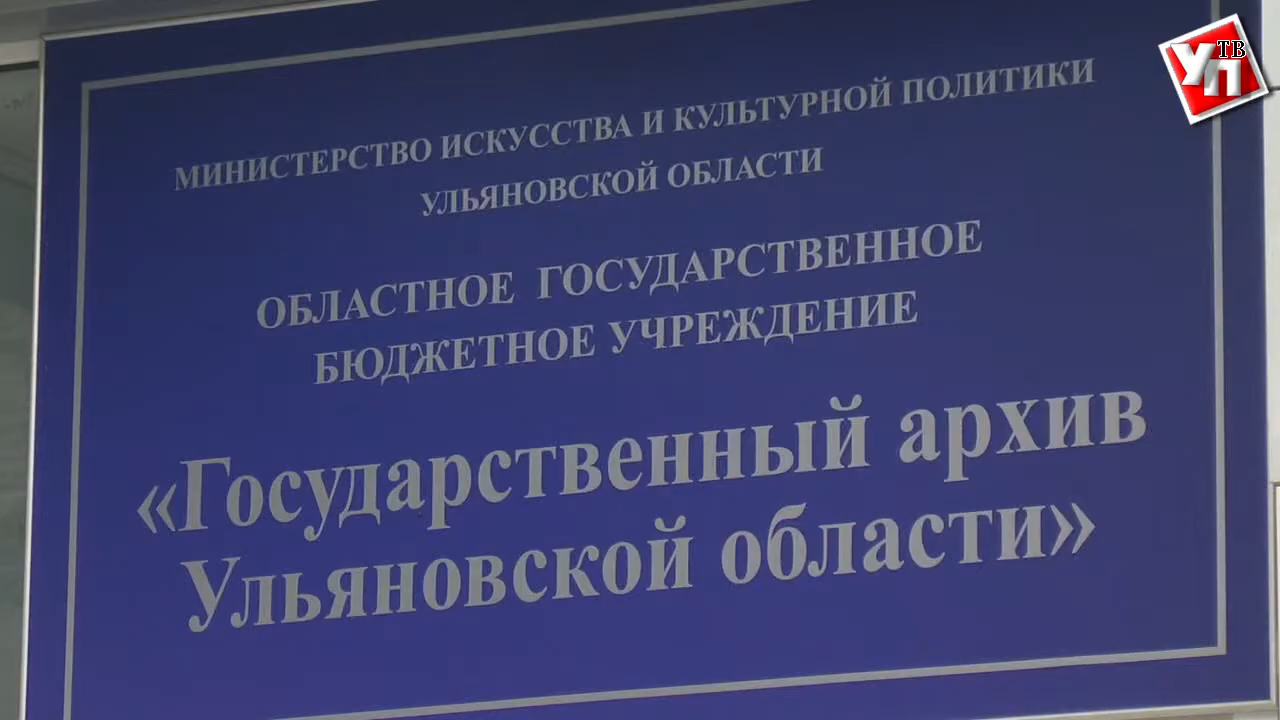 УП ТВ
МИНИСТЕРСТВО ИСКУССТВА И КУЛЬТУРНОЙ ПОЛИТИКИ
УЛЬЯНОВСКОЙ ОБЛАСТИ
ОБЛАСТНОЕ ГОСУДАРСТВЕННОЕ
БЮДЖЕТНОЕ УЧРЕЖДЕНИЕ
«Государственный архив
Ульяновской области»